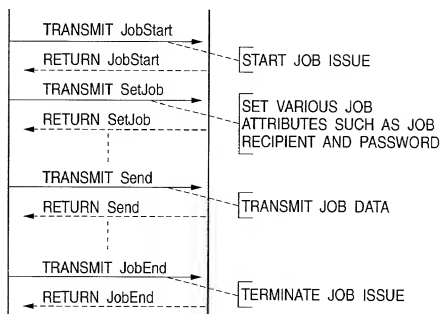 TRANSMIT JobStart
RETURN JobStart
START JOB ISSUE
TRANSMIT SetJob
RETURN SetJob
SET VARIOUS JOB
ATTRIBUTES SUCH AS JOB
RECIPIENT AND PASSWORD
TRANSMIT Send
RETURN Send
TRANSMIT JOB DATA
TRANSMIT JobEnd
RETURN JobEnd
TERMINATE JOB ISSUE